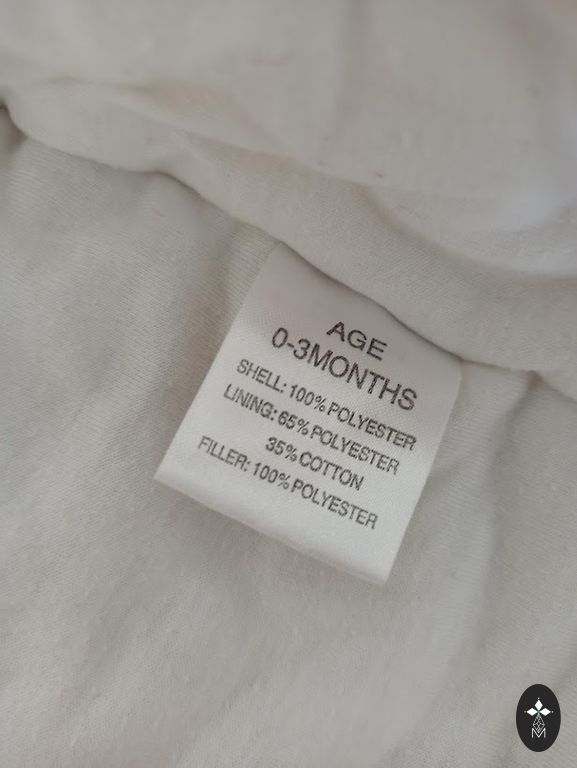 AGE
0-3MONTHS
SHELL: 100% POLYESTER
LINING: 65% POLYESTER
35% COTTON
FILLER: 100% POLYESTER
M